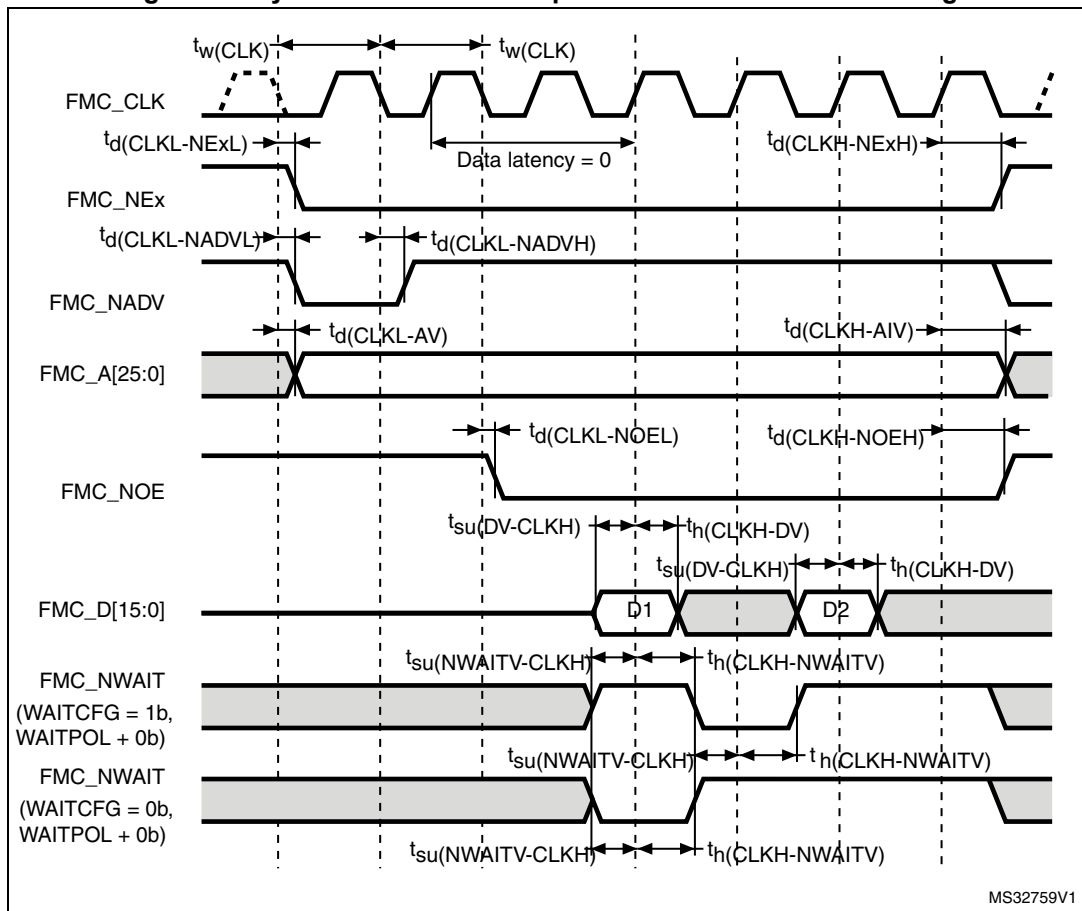 tw(CLK) tw(CLK)
FMC_CLK
td(CLKL-NExL) Data latency = 0 td(CLKH-NExH)
FMC_NEx
td(CLKL-NADVL) td(CLKL-NADVH)
FMC_NADV
td(CLKL-AV) td(CLKH-AIV)
FMC_A[25:0]
td(CLKL-NOEL) td(CLKH-NOEH)
FMC_NOE
tsu(DV-CLKH) th(CLKH-DV)
tsu(DV-CLKH) th(CLKH-DV)
FMC_D[15:0] D1 D2
tsu(NWAITV-CLKH) th(CLKH-NWAITV)
FMC_NWAIT
(WAITCFG = 1b,
WAITPOL + 0b)
tsu(NWAITV-CLKH) th(CLKH-NWAITV)
FMC_NWAIT
(WAITCFG = 0b,
WAITPOL + 0b)
tsu(NWAITV-CLKH) th(CLKH-NWAITV)
MS32759V1